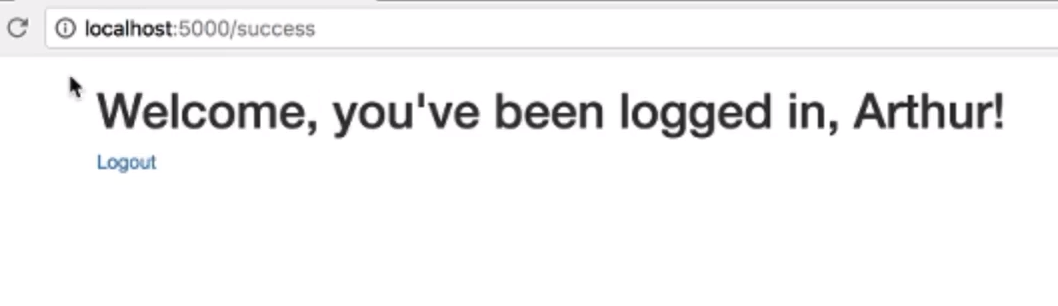 localhost:5000/success
Welcome, you've been logged in, Arthur!
Logout